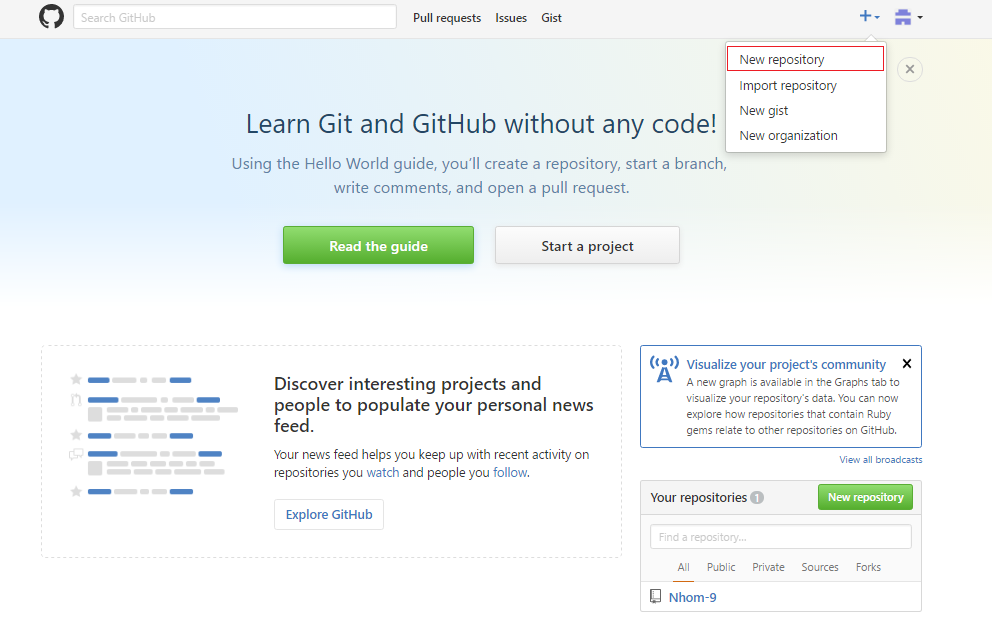 Search GitHub
Pull requests
Issues
Gist
New repository
Import repository
New gist
New organization
Learn Git and GitHub without any code!
Using the Hello World guide, you'll create a repository, start a branch,
write comments, and open a pull request.
Read the guide
Start a project
Discover interesting projects and
people to populate your personal news
feed.
Your news feed helps you keep up with recent activity on
repositories you watch and people you follow.
Explore GitHub
Visualize your project's community
A new graph is available in the Graphs tab to
visualize your repository's data. You can now
explore how repositories that contain Ruby
gems relate to other repositories on GitHub.
View all broadcasts
Your repositories 1
New repository
Find a repository...
All
Public
Private
Sources
Forks
Nhom-9